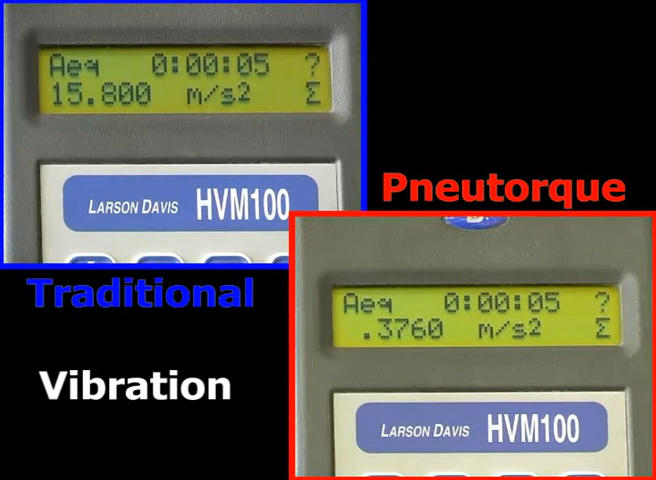 Aeq 0:00:05 ?
15.800 m/s2 Σ
LARSON DAVIS HVM100
Pneutorque
Traditional
Aeq 0:00:05 ?
.3760 m/s2 Σ
Vibration
LARSON DAVIS HVM100